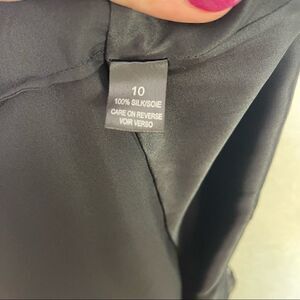 10
100% SILK/SOIE
CARE ON REVERSE
VOIR VERSO